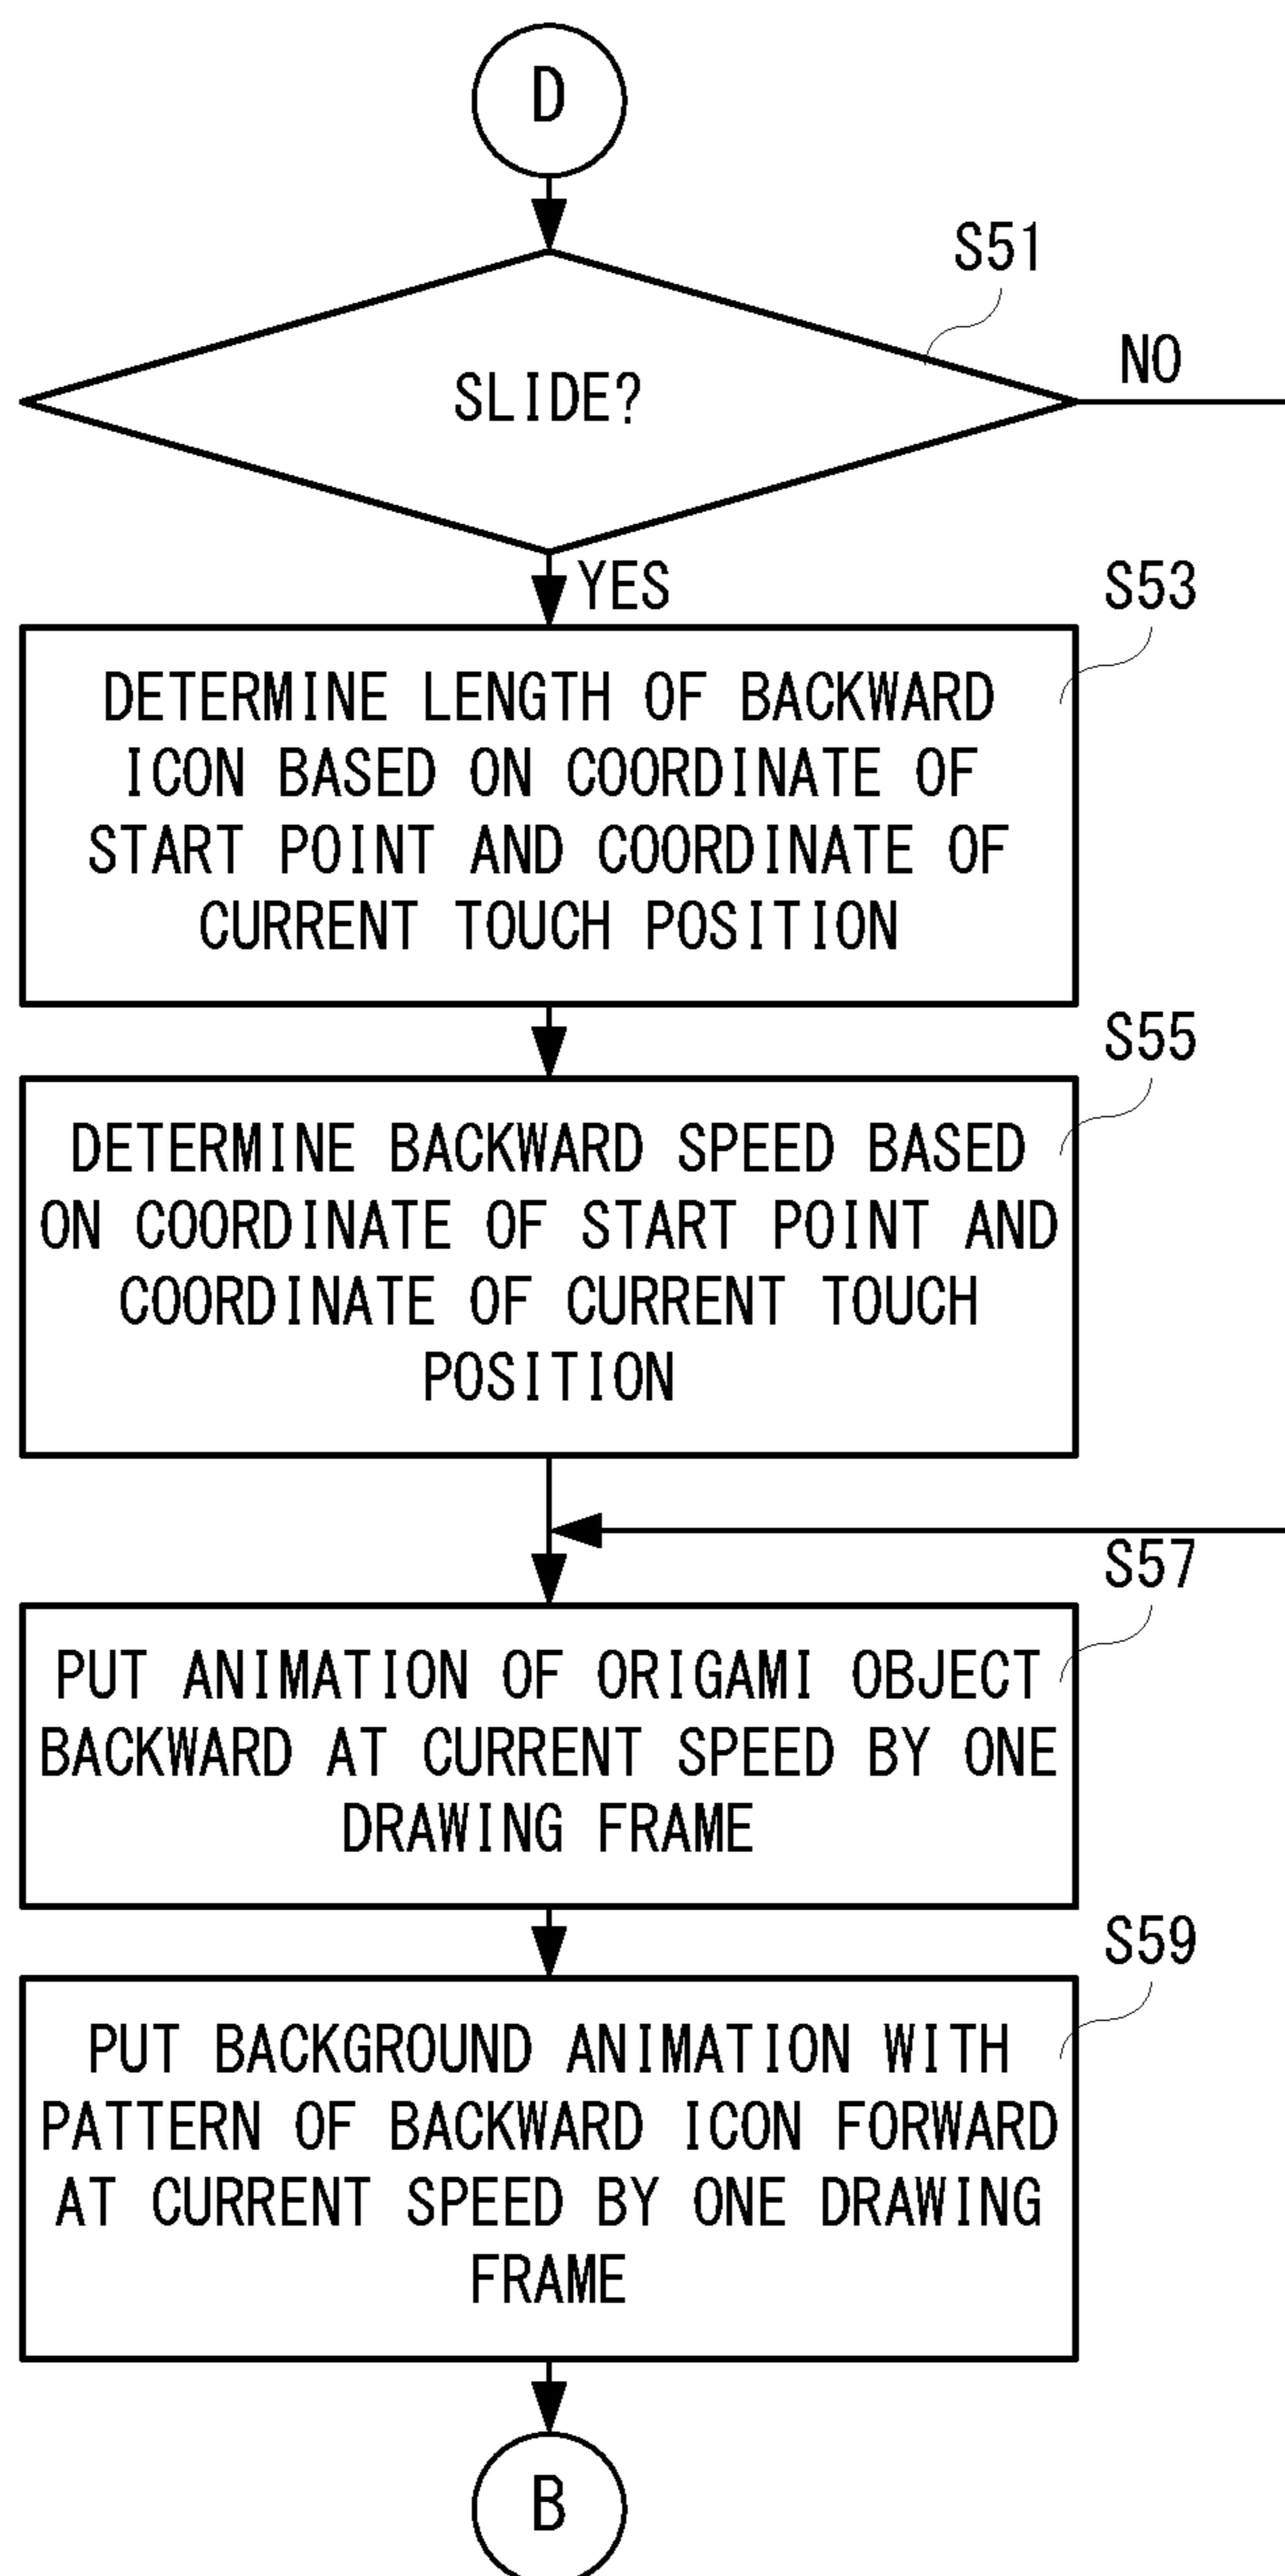 D
S51
SLIDE?
NO
YES
S53
DETERMINE LENGTH OF BACKWARD
ICON BASED ON COORDINATE OF
START POINT AND COORDINATE OF
CURRENT TOUCH POSITION
S55
DETERMINE BACKWARD SPEED BASED
ON COORDINATE OF START POINT AND
COORDINATE OF CURRENT TOUCH
POSITION
S57
PUT ANIMATION OF ORIGAMI OBJECT
BACKWARD AT CURRENT SPEED BY ONE
DRAWING FRAME
S59
PUT BACKGROUND ANIMATION WITH
PATTERN OF BACKWARD ICON FORWARD
AT CURRENT SPEED BY ONE DRAWING
FRAME
B